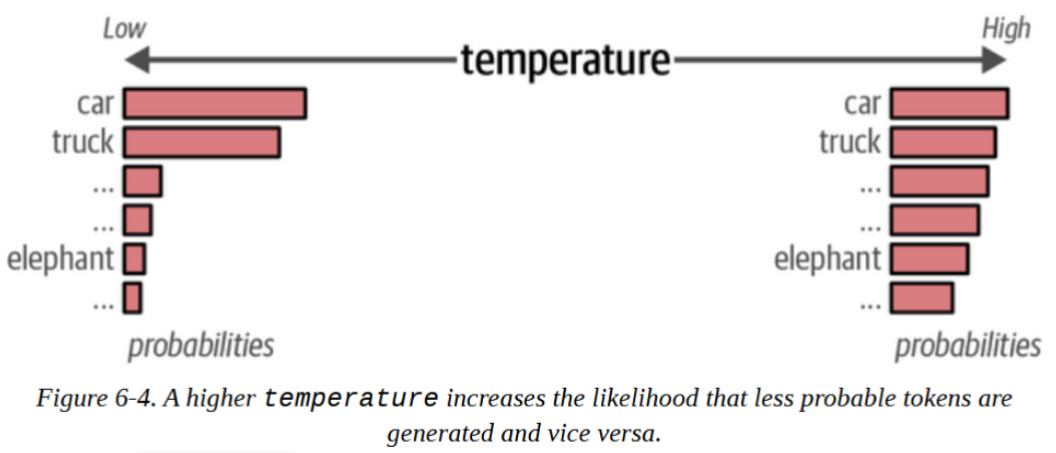 Low High
temperature
car
truck
...
...
elephant
...
probabilities
car
truck
...
...
elephant
...
probabilities
Figure 6-4. A higher temperature increases the likelihood that less probable tokens are
generated and vice versa.